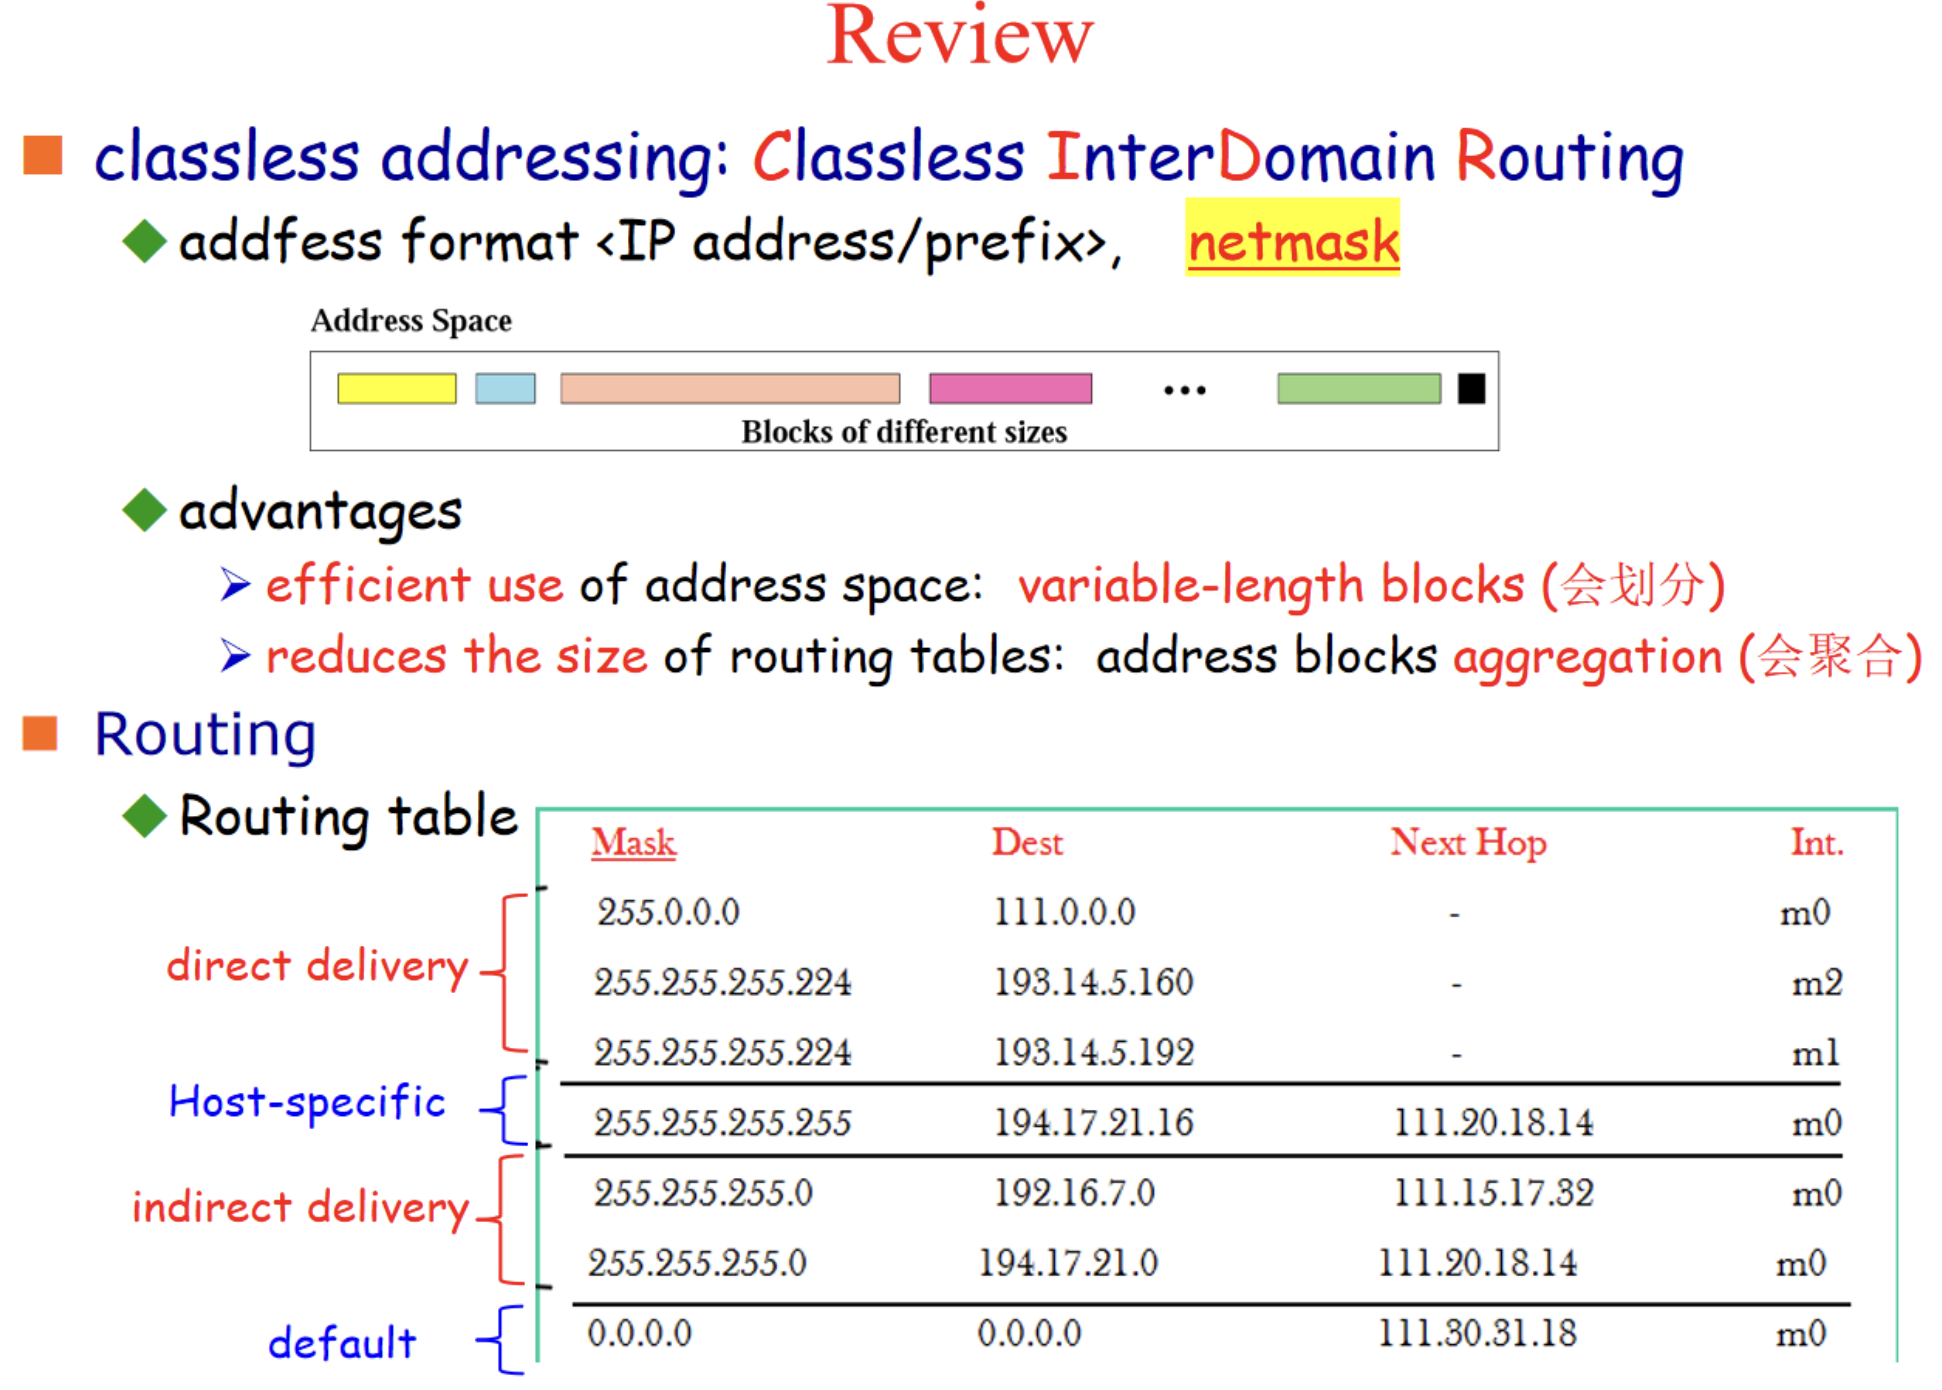 Review
classless addressing: Classless InterDomain Routing
addfess format <IP address/prefix>, netmask
Address Space
...
Blocks of different sizes
advantages
efficient use of address space: variable-length blocks (会划分)
reduces the size of routing tables: address blocks aggregation (会聚合)
Routing
Routing table
Mask Dest Next Hop Int.
255.0.0.0 111.0.0.0 - m0
direct delivery
255.255.255.224 193.14.5.160 - m2
255.255.255.224 193.14.5.192 - m1
Host-specific
255.255.255.255 194.17.21.16 111.20.18.14 m0
indirect delivery
255.255.255.0 192.16.7.0 111.15.17.32 m0
255.255.255.0 194.17.21.0 111.20.18.14 m0
default
0.0.0.0 0.0.0.0 111.30.31.18 m0